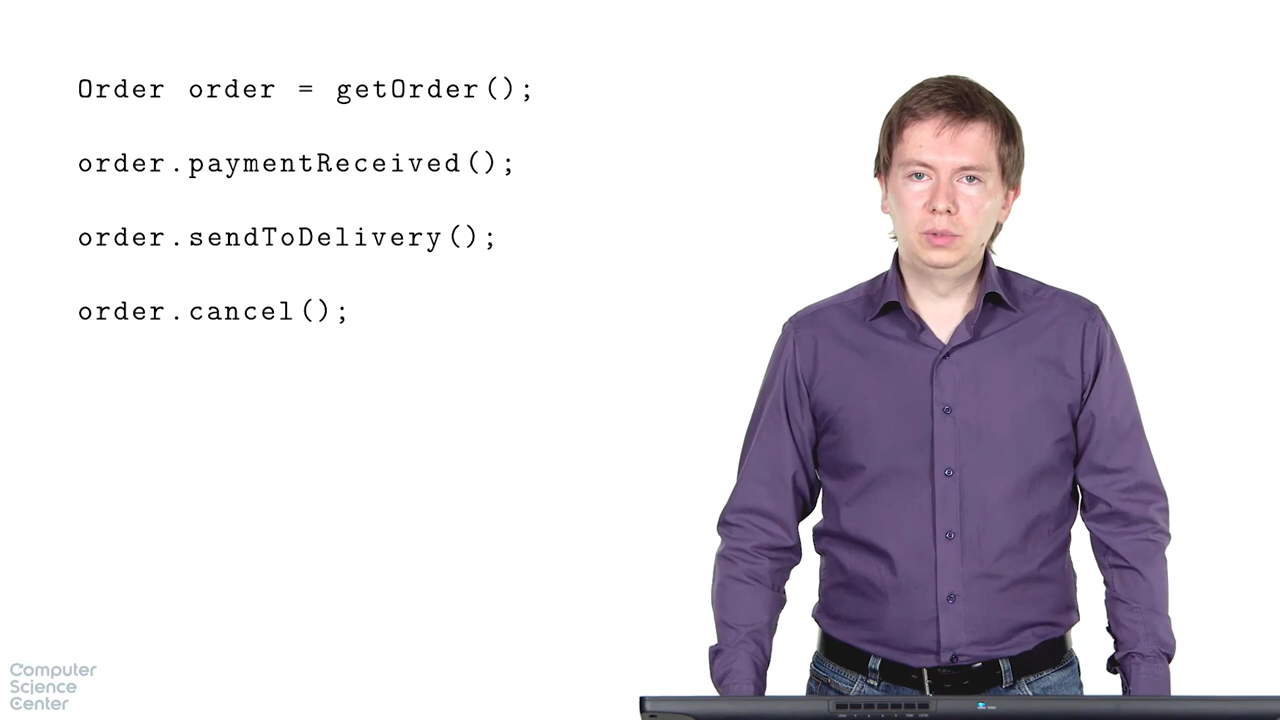 Order order = getOrder();
order.paymentReceived();
order.sendToDelivery();
order.cancel();
Computer
Science
Center